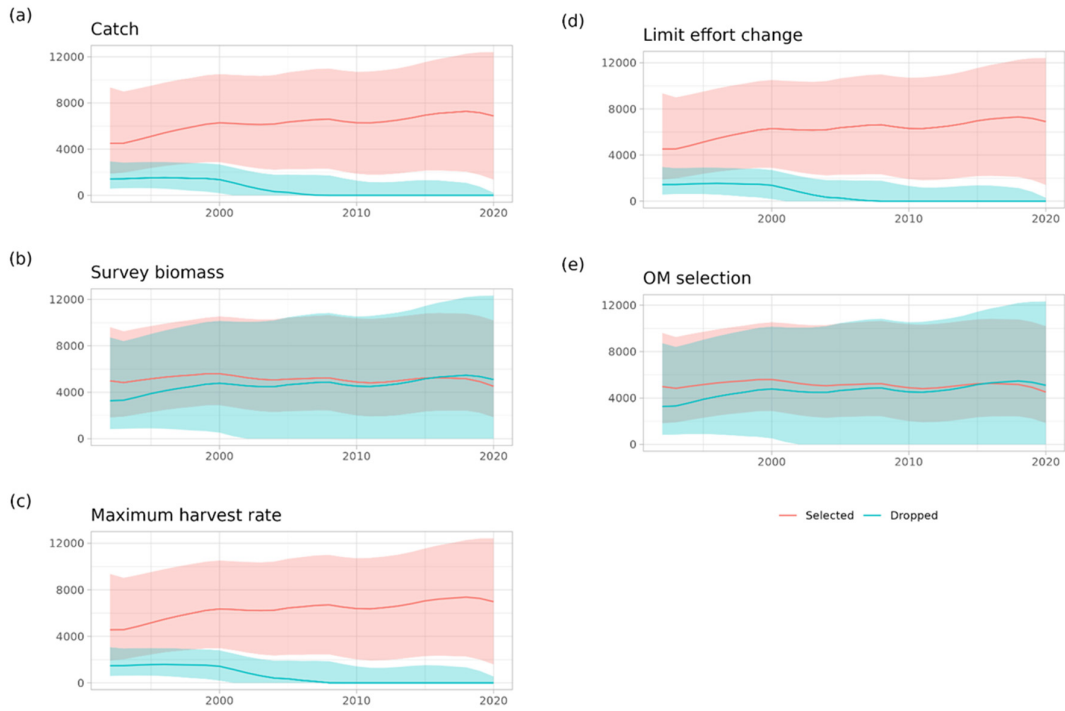 (a)
Catch
12000
8000
4000
0
2000 2010 2020
(b)
Survey biomass
12000
8000
4000
0
2000 2010 2020
(c)
Maximum harvest rate
12000
8000
4000
0
2000 2010 2020
(d)
Limit effort change
12000
8000
4000
0
2000 2010 2020
(e)
OM selection
12000
8000
4000
0
2000 2010 2020
Selected Dropped